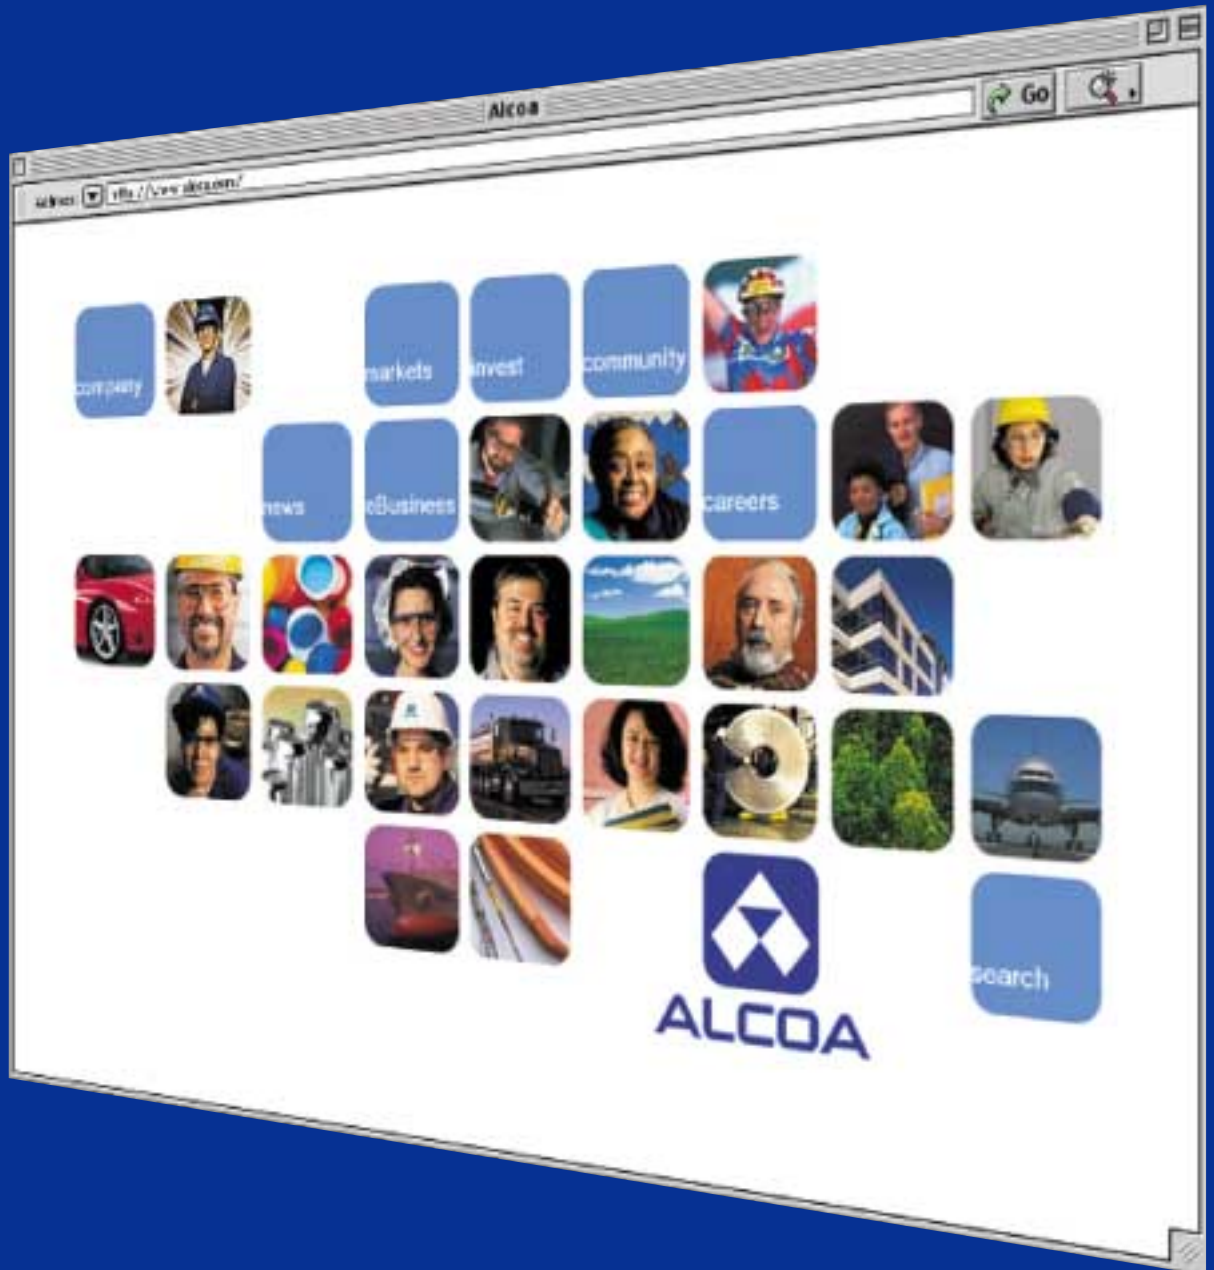 Alcoa
Go
company
markets
invest
community
news
eBusiness
careers
ALCOA
search